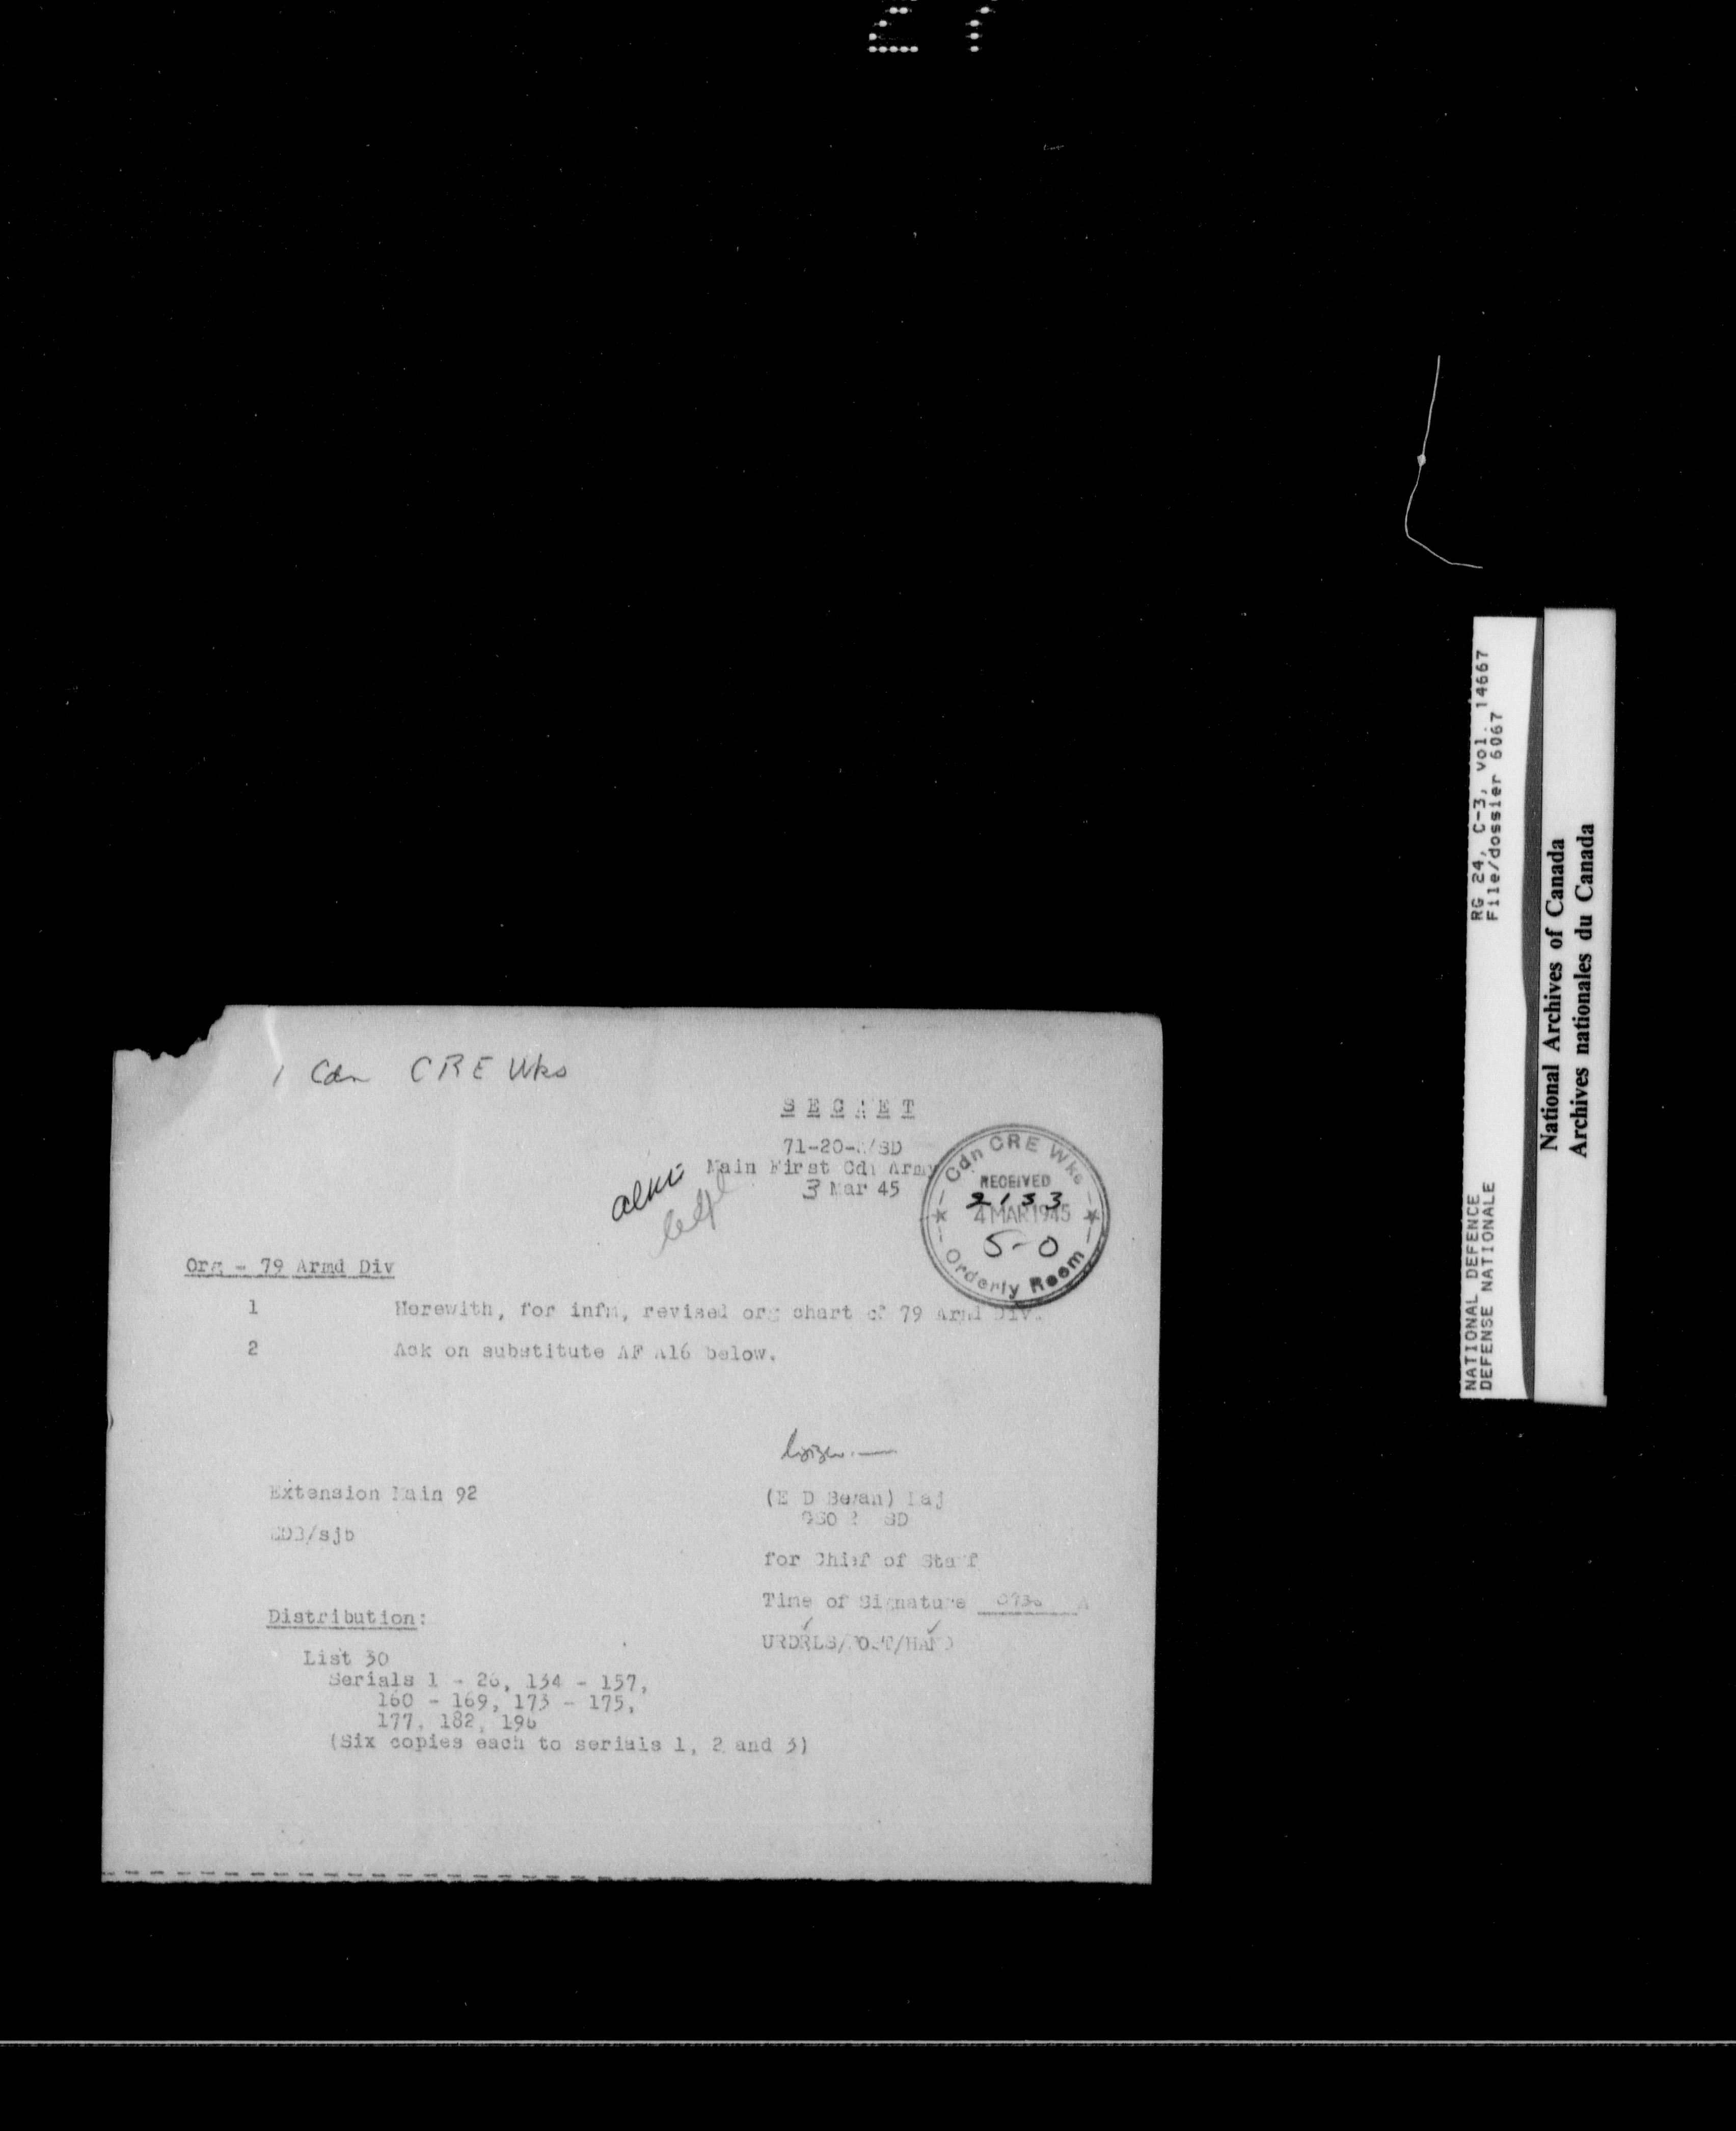 1 Cdn CRE Wks
SECRET
71-20-/SD
Main First Cdn Army
3 Mar 45
Cdn CRE Wks
RECEIVED
2133
4 MAR 1945
5-0
Orderly Room
Org - 79 Armd Div
1 Herewith, for infm, revised org chart of 79 Armd Div.
2 Ack on substitute AF A16 below.
Extension Main 92
(E D Bevan) Maj
EDB/sjb
GSO 2 SD
for Chief of Staff
Time of Signature A
Distribution:
URDRLS/POST/HAND
List 30
Serials 1 - 26, 134 - 157,
160 - 169, 173 - 175,
177, 182, 196
(Six copies each to serials 1, 2 and 3)
RG 24, C-3, vol. 14667
File/dossier 6067
NATIONAL DEFENCE
DEFENSE NATIONALE
National Archives of Canada
Archives nationales du Canada